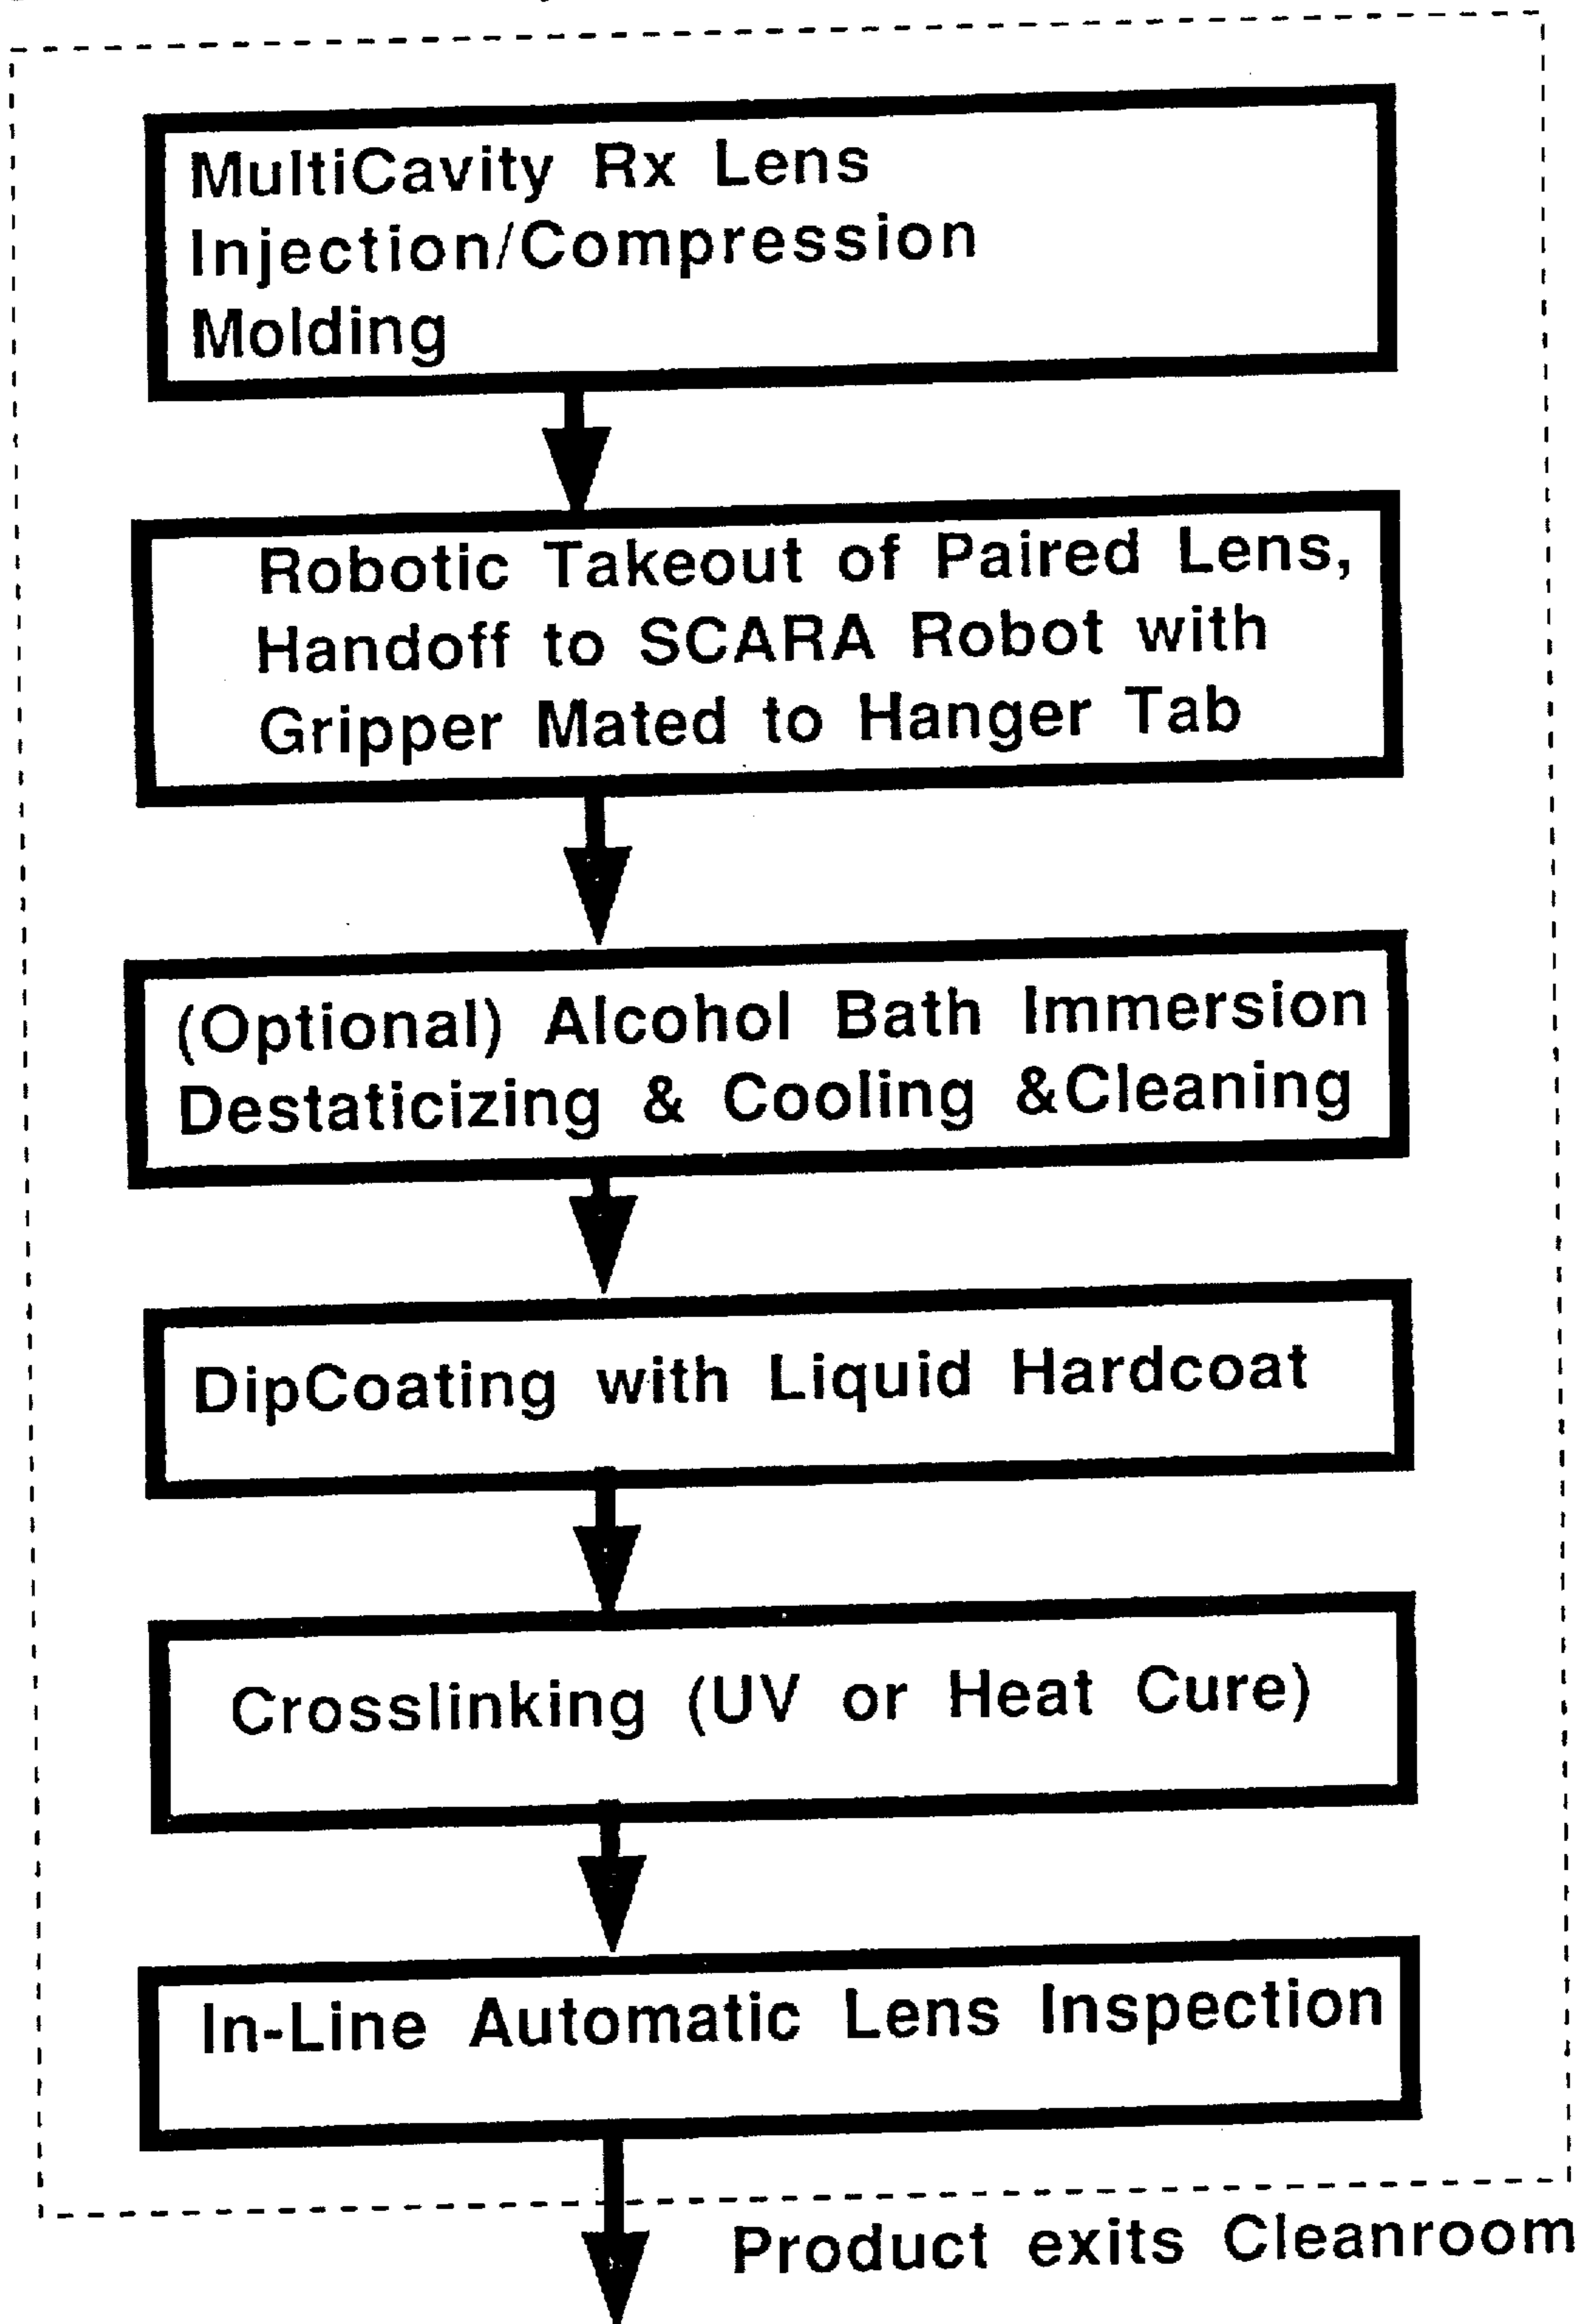 MultiCavity Rx Lens
Injection/Compression
Molding
Robotic Takeout of Paired Lens,
Handoff to SCARA Robot with
Gripper Mated to Hanger Tab
(Optional) Alcohol Bath Immersion
Destaticizing & Cooling &Cleaning
DipCoating with Liquid Hardcoat
Crosslinking (UV or Heat Cure)
In-Line Automatic Lens Inspection
Product exits Cleanroom